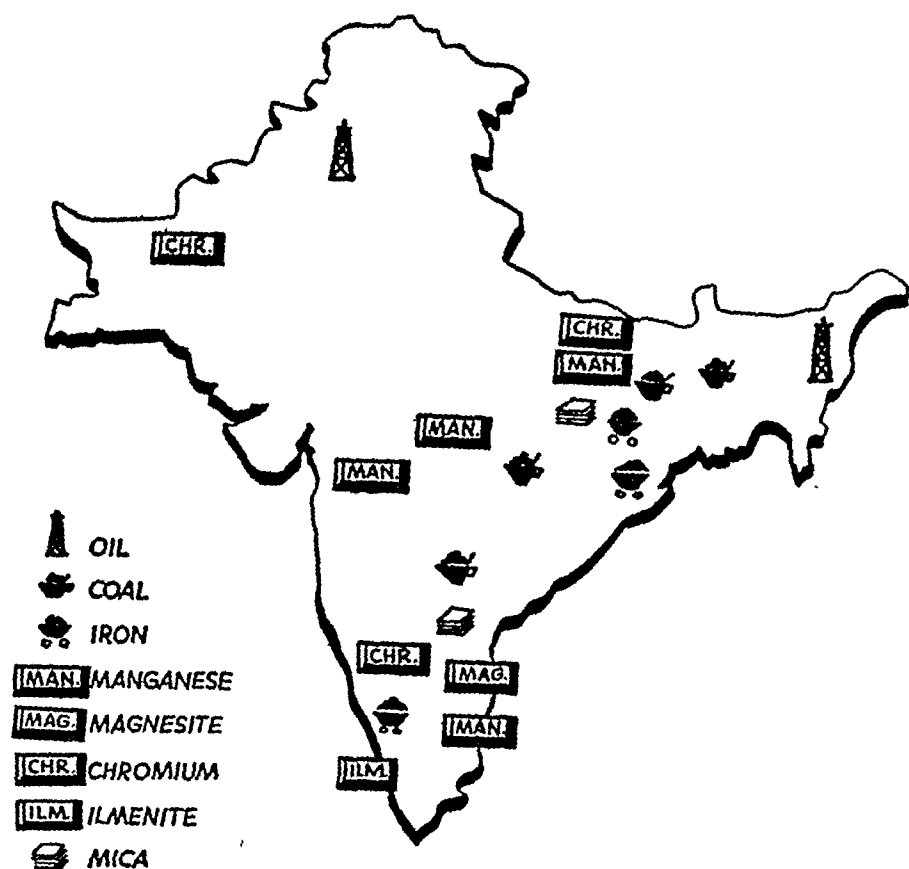 CHR.
CHR.
MAN.
MAN.
MAN.
CHR.
MAG.
MAN.
ILM.
OIL
COAL
IRON
MAN. MANGANESE
MAG. MAGNESITE
CHR. CHROMIUM
ILM. ILMENITE
MICA